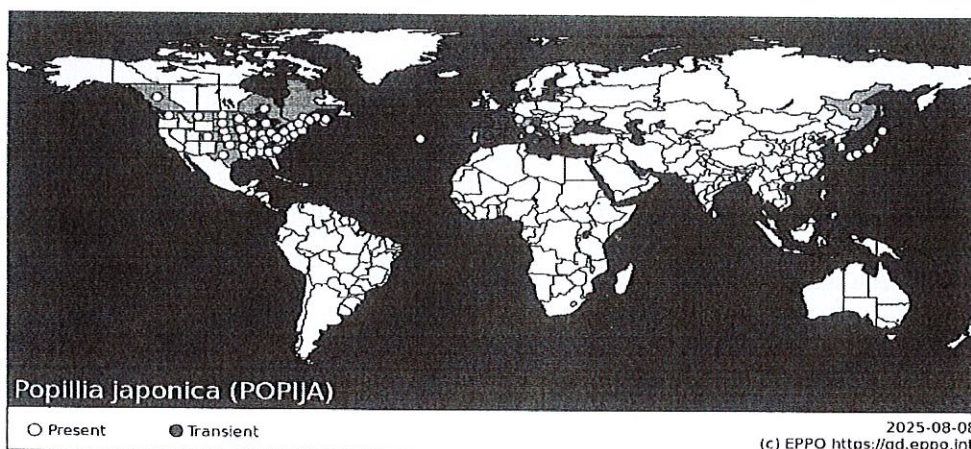 Popillia japonica (POPIJA)
Present
Transient
2025-08-08
(c) EPPO https://gd.eppo.int